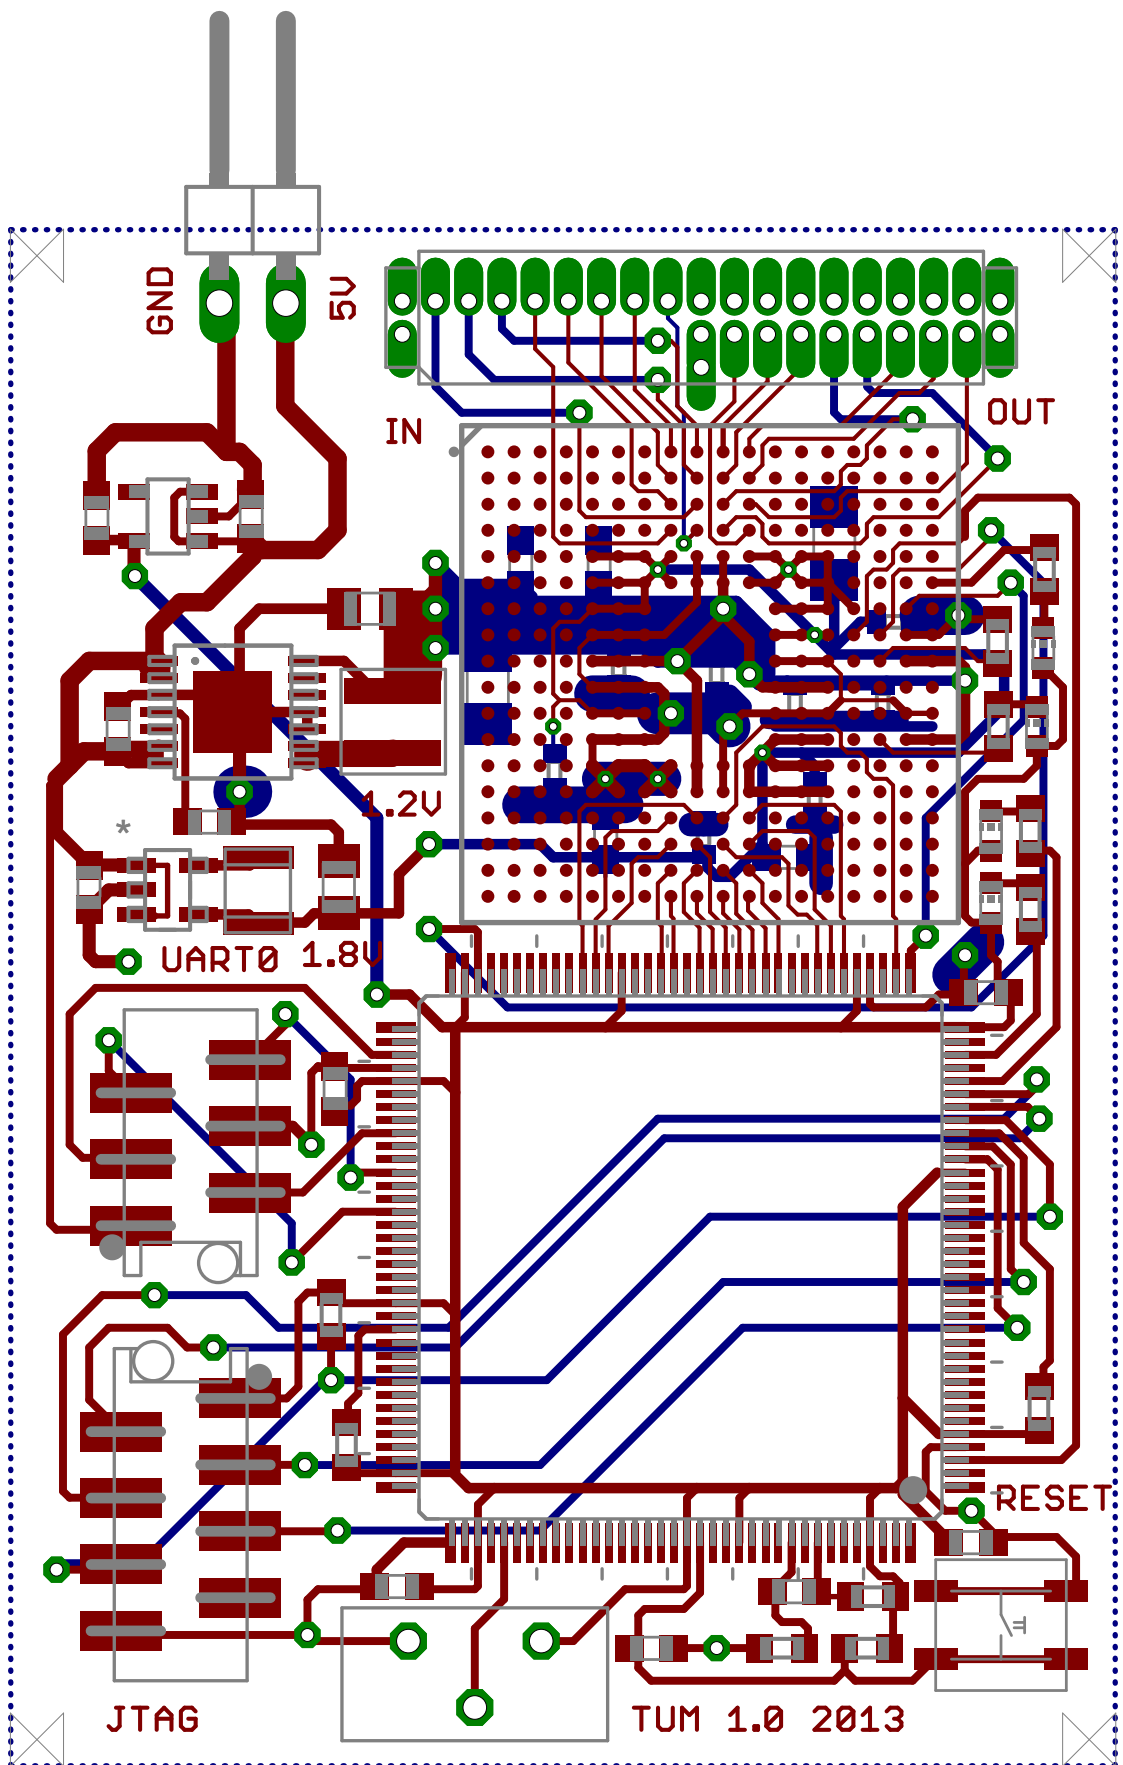 GND
5V
IN
OUT
1.2V
*
UART0
1.8V
RESET
JTAG
TUM 1.0 2013